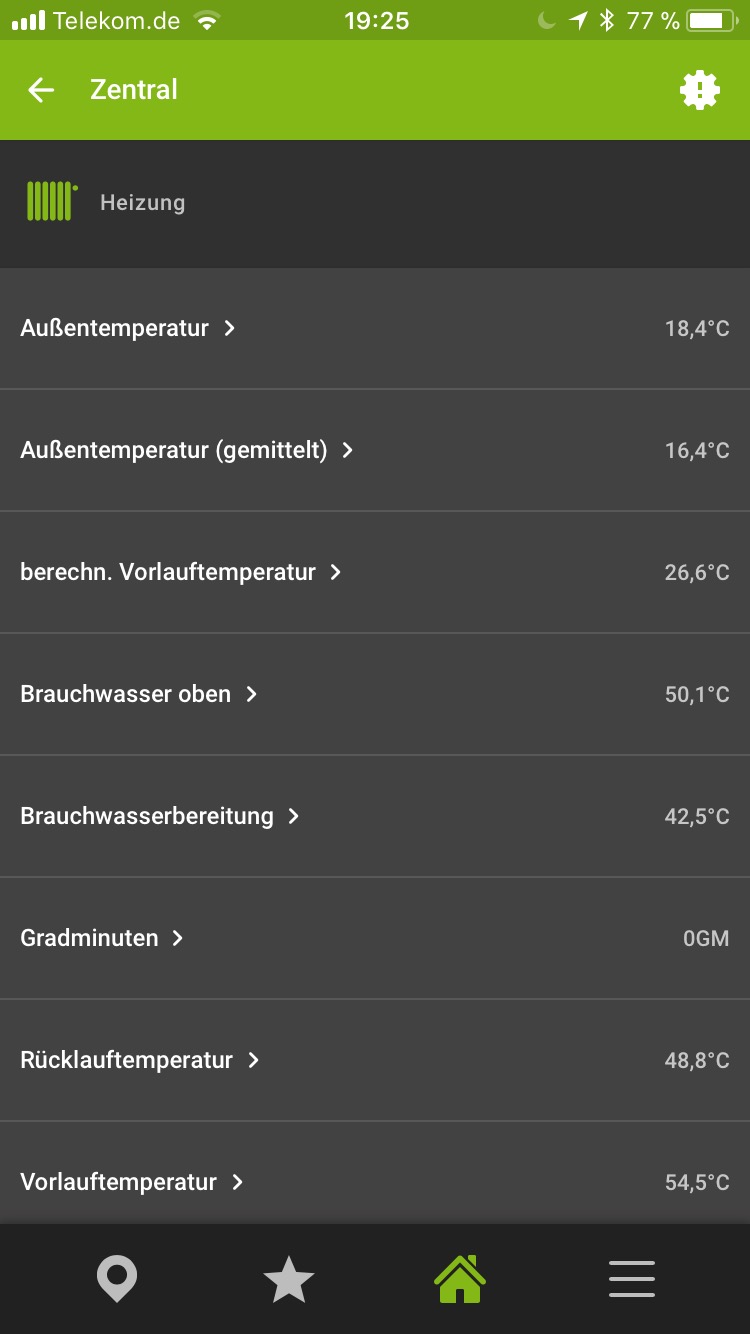 Telekom.de 19:25 77 %
Zentral
Heizung
Außentemperatur 18,4°C
Außentemperatur (gemittelt) 16,4°C
berechn. Vorlauftemperatur 26,6°C
Brauchwasser oben 50,1°C
Brauchwasserbereitung 42,5°C
Gradminuten 0GM
Rücklauftemperatur 48,8°C
Vorlauftemperatur 54,5°C